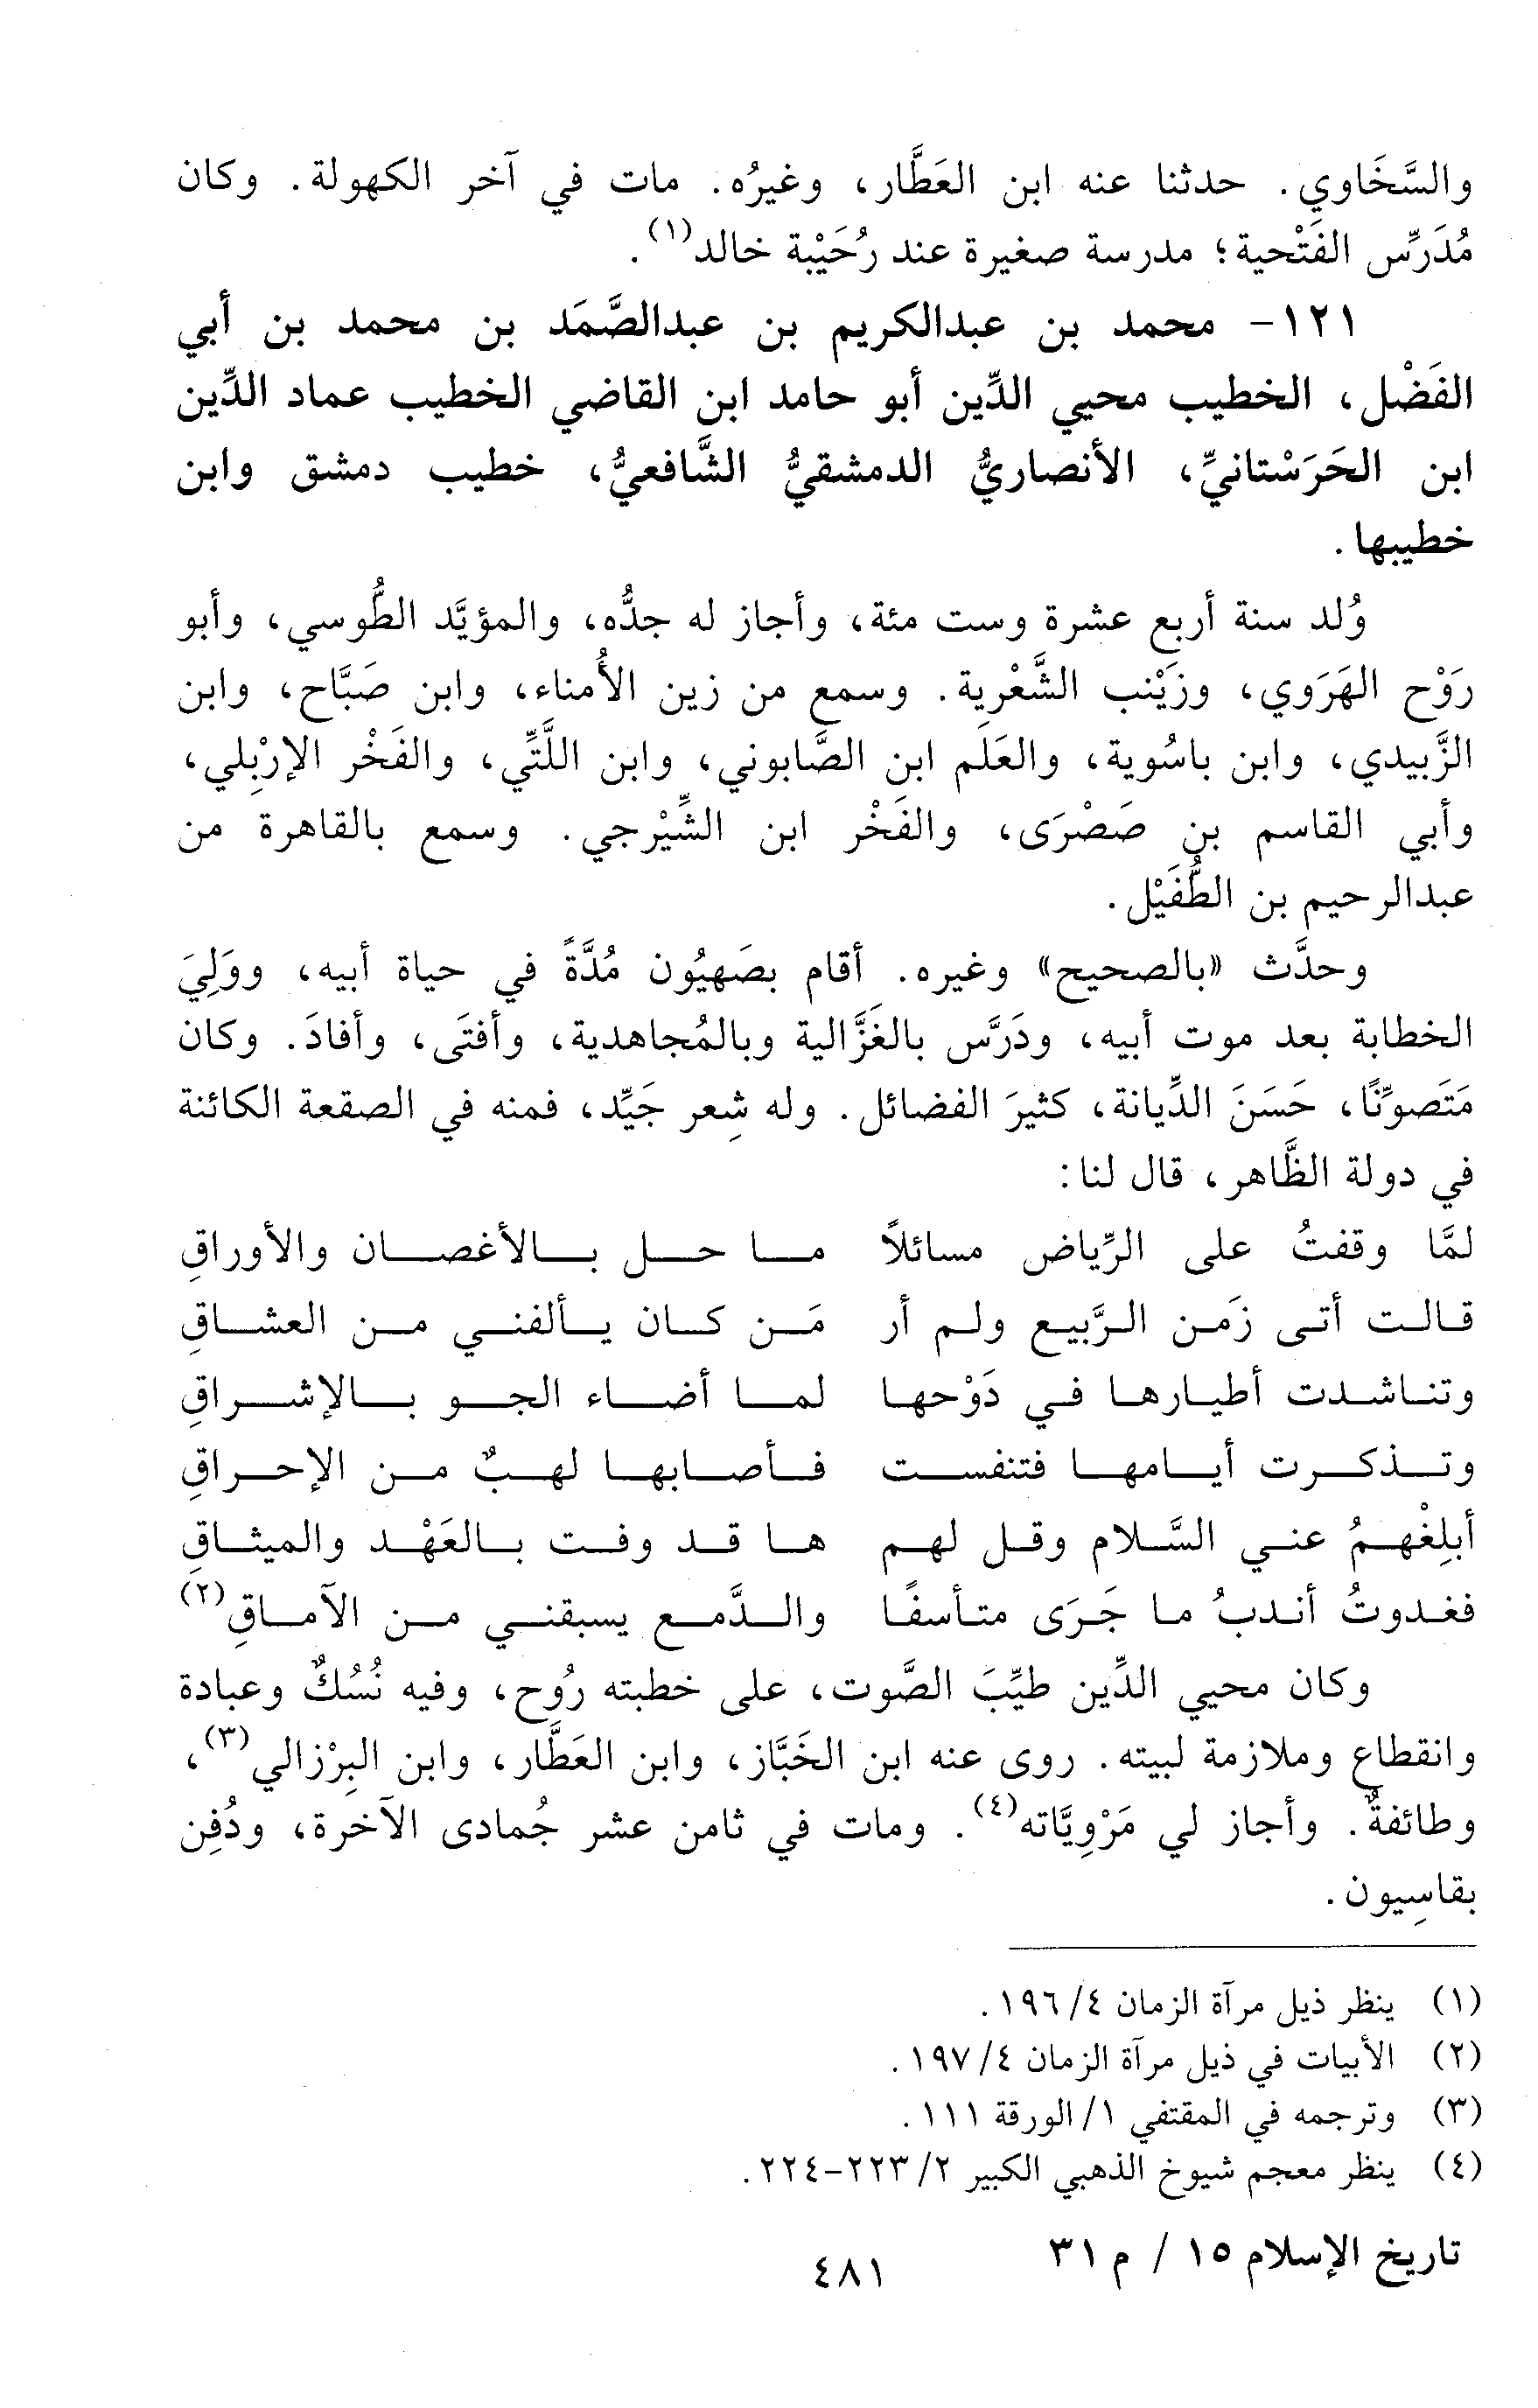 والسَّخَاوي. حدثنا عنه ابن العَطَّار، وغيرُه. مات في آخر الكهولة. وكان
مُدَرِّس الفَتْحية؛ مدرسة صغيرة عند رُحَيْبة خالد(١).
١٢١- محمد بن عبدالكريم بن عبدالصَّمَد بن محمد بن أبي
الفَضْل، الخطيب محيي الدِّين أبو حامد ابن القاضي الخطيب عماد الدِّين
ابن الحَرَسْتانيِّ، الأنصاريُّ الدمشقيُّ الشَّافعيُّ، خطيب دمشق وابن
خطيبها.
وُلد سنة أربع عشرة وست مئة، وأجاز له جدُّه، والمؤيَّد الطُّوسي، وأبو
رَوْح الهَرَوي، وزَيْنب الشَّعْرية. وسمع من زين الأُمناء، وابن صَبَّاح، وابن
الزَّبيدي، وابن باسُوية، والعَلَم ابن الصَّابوني، وابن اللَّتِّي، والفَخْر الإرْبِلي،
وأبي القاسم بن صَصْرَى، والفَخْر ابن الشِّيْرجي. وسمع بالقاهرة من
عبدالرحيم بن الطُّفَيْل.
وحدَّث «بالصحيح» وغيره. أقام بصَهيُون مُدَّةً في حياة أبيه، ووَلِيَ
الخطابة بعد موت أبيه، ودَرَّس بالغَزَّالية وبالمُجاهدية، وأفتَى، وأفادَ. وكان
مَتَصوِّنًا، حَسَنَ الدِّيانة، كثيرَ الفضائل. وله شِعر جَيِّد، فمنه في الصقعة الكائنة
في دولة الظَّاهر، قال لنا:
لمَّا وقفتُ على الرِّياض مسائلاً ما حل بالأغصان والأوراقِ
قالت أتى زَمن الرَّبيع ولم أر مَن كان يألفني من العشاقِ
وتناشدت أطيارها في دَوْحها لما أضاء الجو بالإشراقِ
وتذكرت أيامها فتنفست فأصابها لهبٌ من الإحراقِ
أبلِغْهمُ عني السَّلام وقل لهم ها قد وفت بالعَهْد والميثاقِ
فغدوتُ أندبُ ما جَرَى متأسفًا والدَّمع يسبقني من الآماقِ(٢)
وكان محيي الدِّين طيِّبَ الصَّوت، على خطبته رُوح، وفيه نُسُكٌ وعبادة
وانقطاع وملازمة لبيته. روى عنه ابن الخَبَّاز، وابن العَطَّار، وابن البِرْزالي(٣)،
وطائفةٌ. وأجاز لي مَرْوِيَّاته(٤). ومات في ثامن عشر جُمادى الآخرة، ودُفِن
بقاسِيون.
(١) ينظر ذيل مرآة الزمان ٤/ ١٩٦.
(٢) الأبيات في ذيل مرآة الزمان ٤/ ١٩٧.
(٣) وترجمه في المقتفي ١/ الورقة ١١١.
(٤) ينظر معجم شيوخ الذهبي الكبير ٢/ ٢٢٣-٢٢٤.
تاريخ الإسلام ١٥ / م ٣١
٤٨١